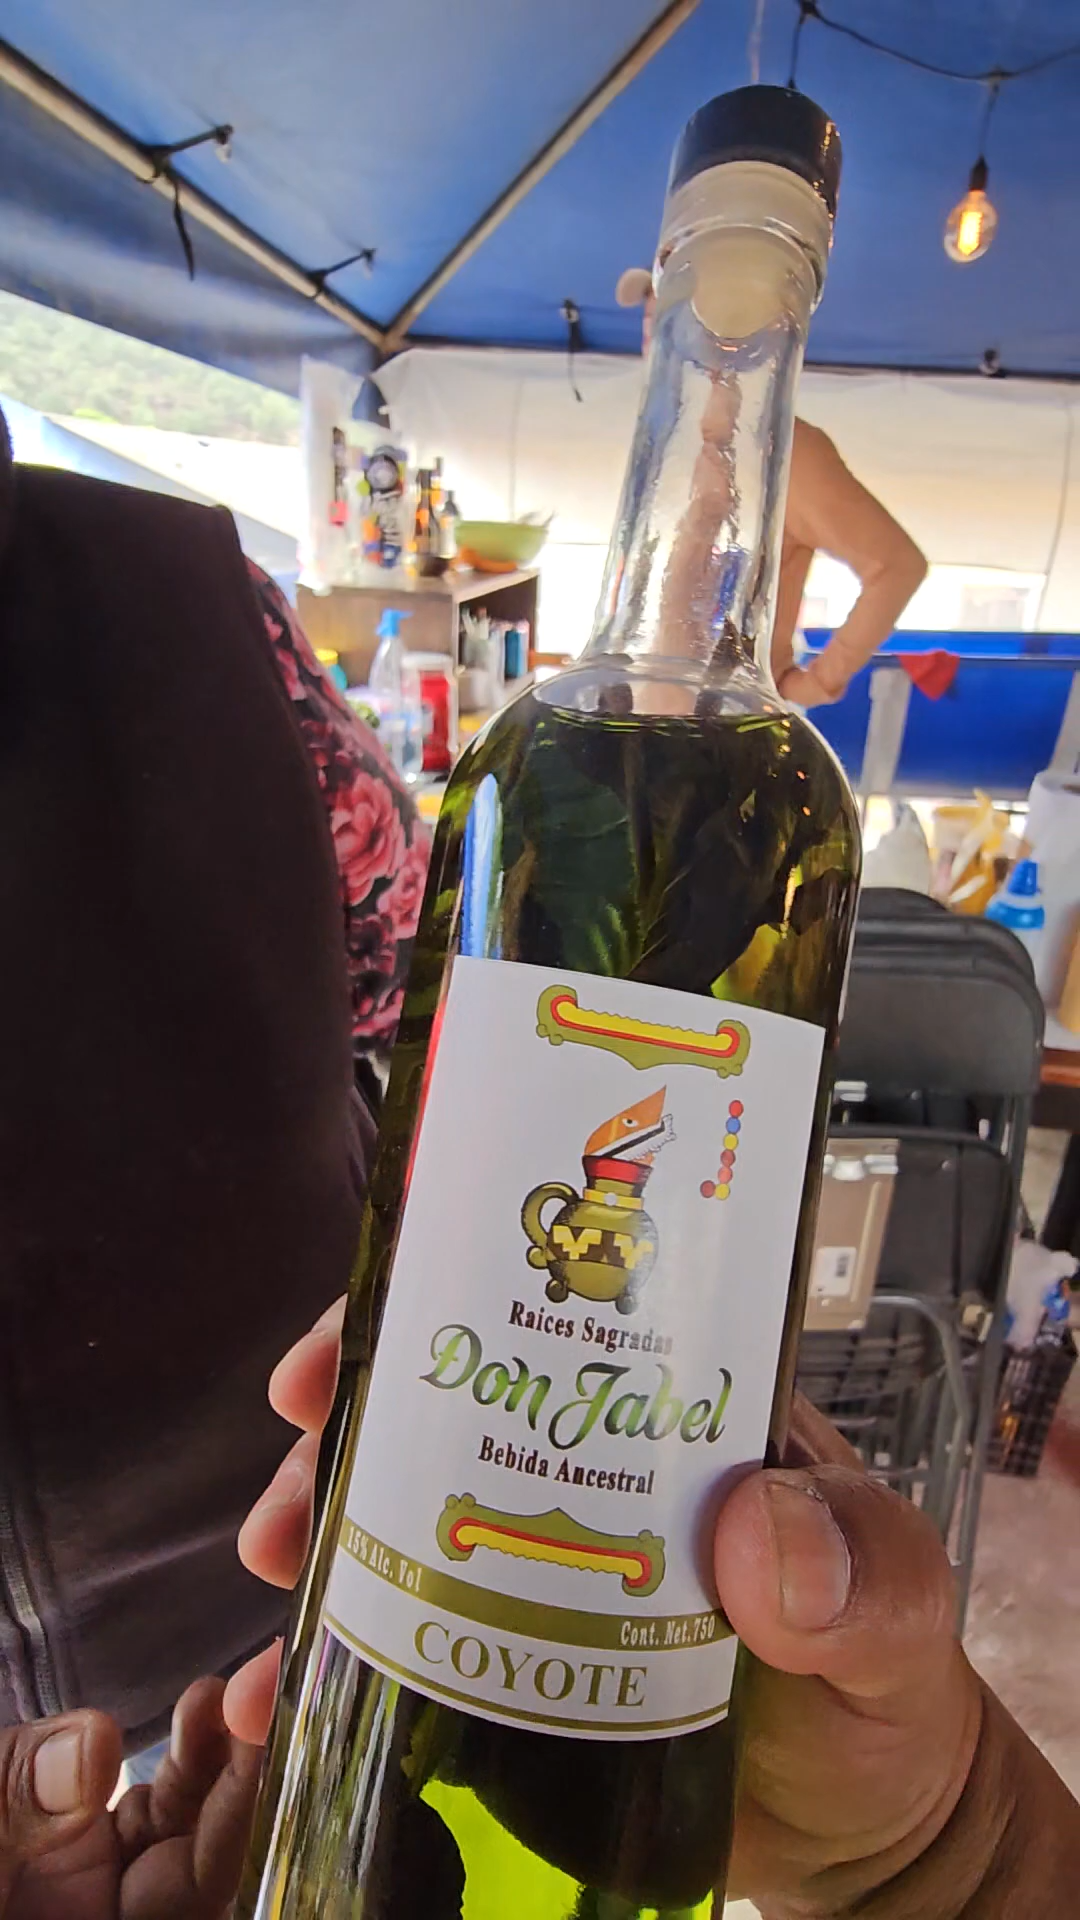 Raices Sagradas
Don Jabel
Bebida Ancestral
15% Alc. Vol
Cont. Net. 750
COYOTE